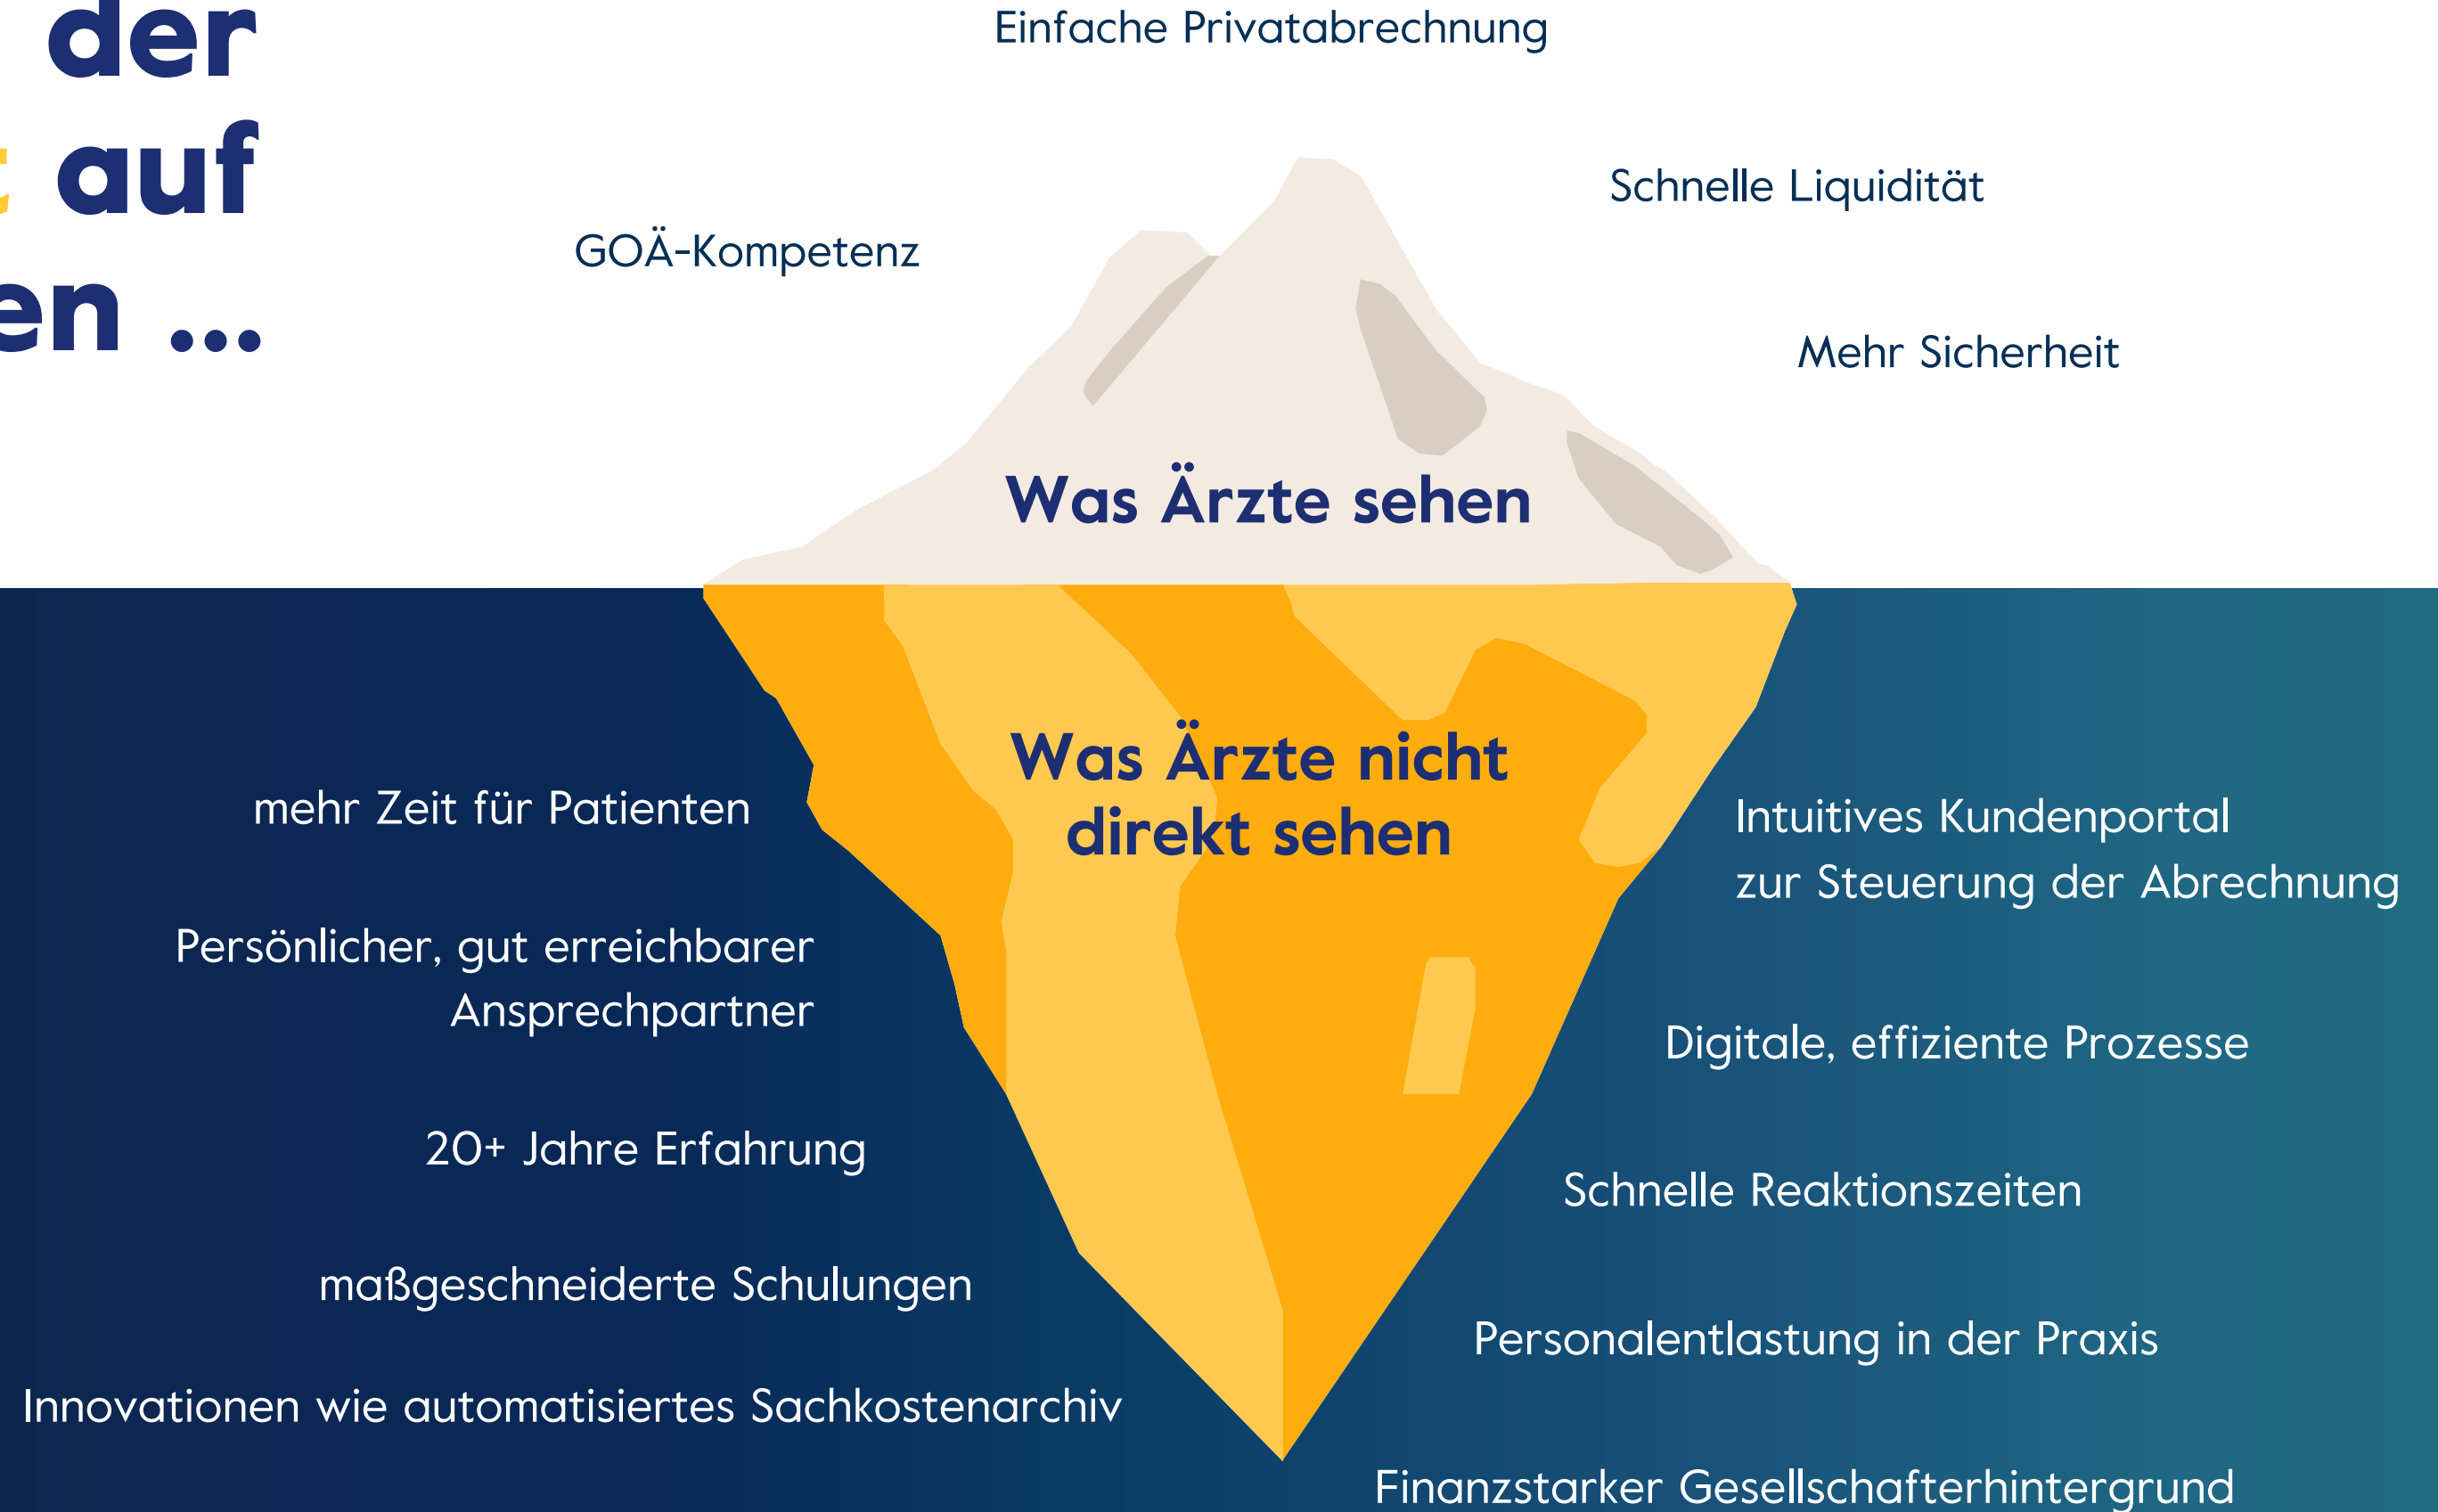 der
auf
en ...
Einfache Privatabrechnung
Schnelle Liquidität
GOÄ-Kompetenz
Mehr Sicherheit
Was Ärzte sehen
Was Ärzte nicht
direkt sehen
mehr Zeit für Patienten
Persönlicher, gut erreichbarer
Ansprechpartner
20+ Jahre Erfahrung
maßgeschneiderte Schulungen
Innovationen wie automatisiertes Sachkostenarchiv
Intuitives Kundenportal
zur Steuerung der Abrechnung
Digitale, effiziente Prozesse
Schnelle Reaktionszeiten
Personalentlastung in der Praxis
Finanzstarker Gesellschafterhintergrund